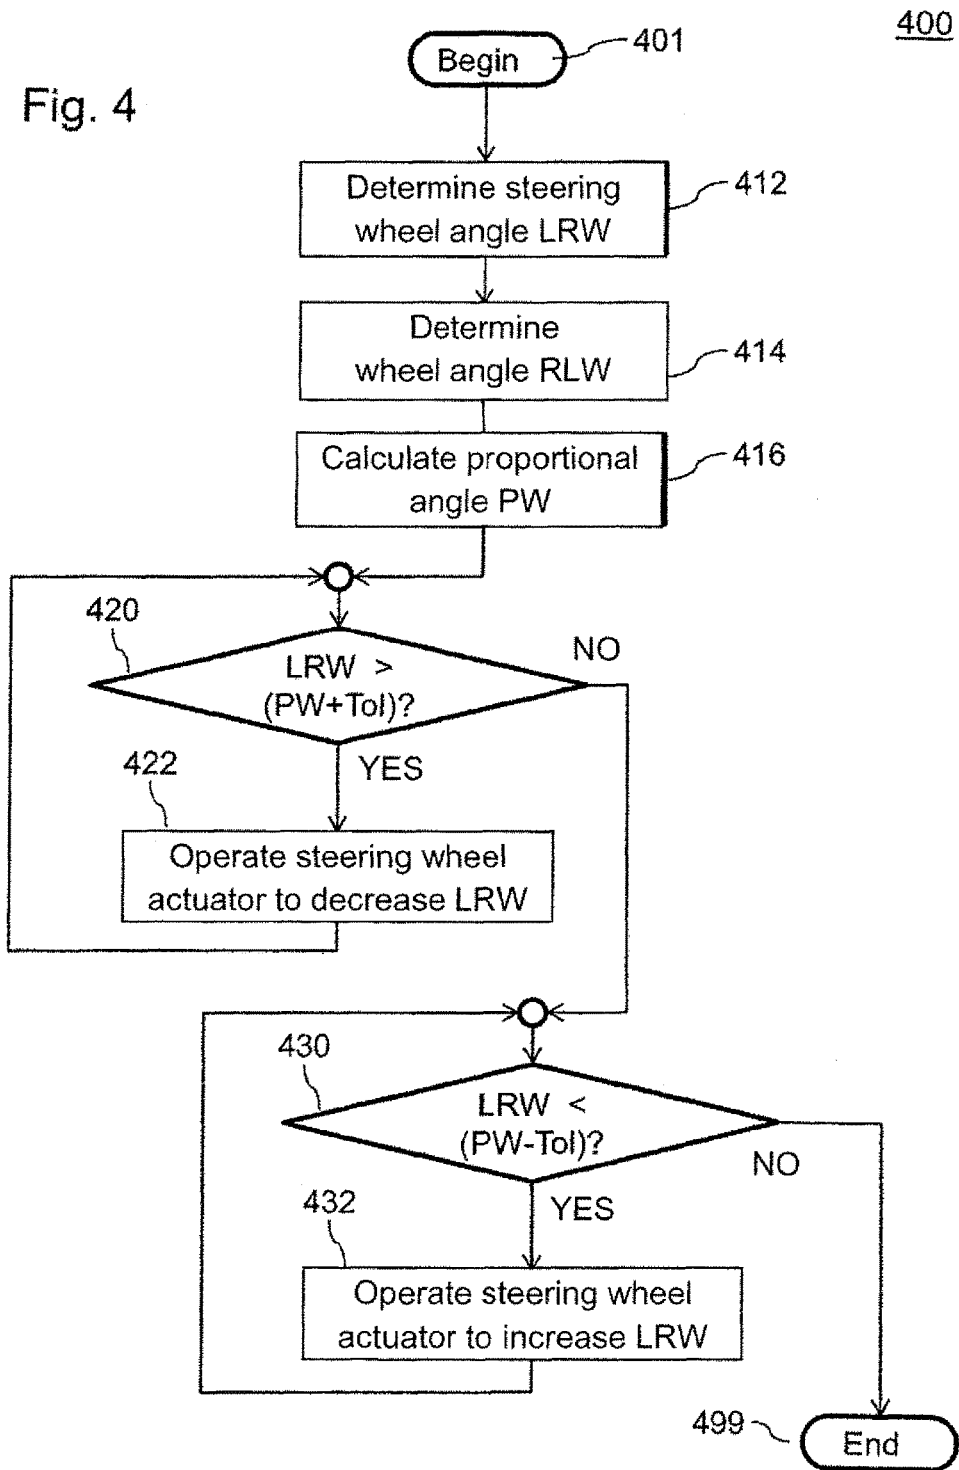 400
Begin
401
Fig. 4
Determine steering
wheel angle LRW
412
Determine
wheel angle RLW
414
Calculate proportional
angle PW
416
420
LRW >
(PW+Tol)?
NO
YES
422
Operate steering wheel
actuator to decrease LRW
430
LRW <
(PW-Tol)?
NO
YES
432
Operate steering wheel
actuator to increase LRW
499
End